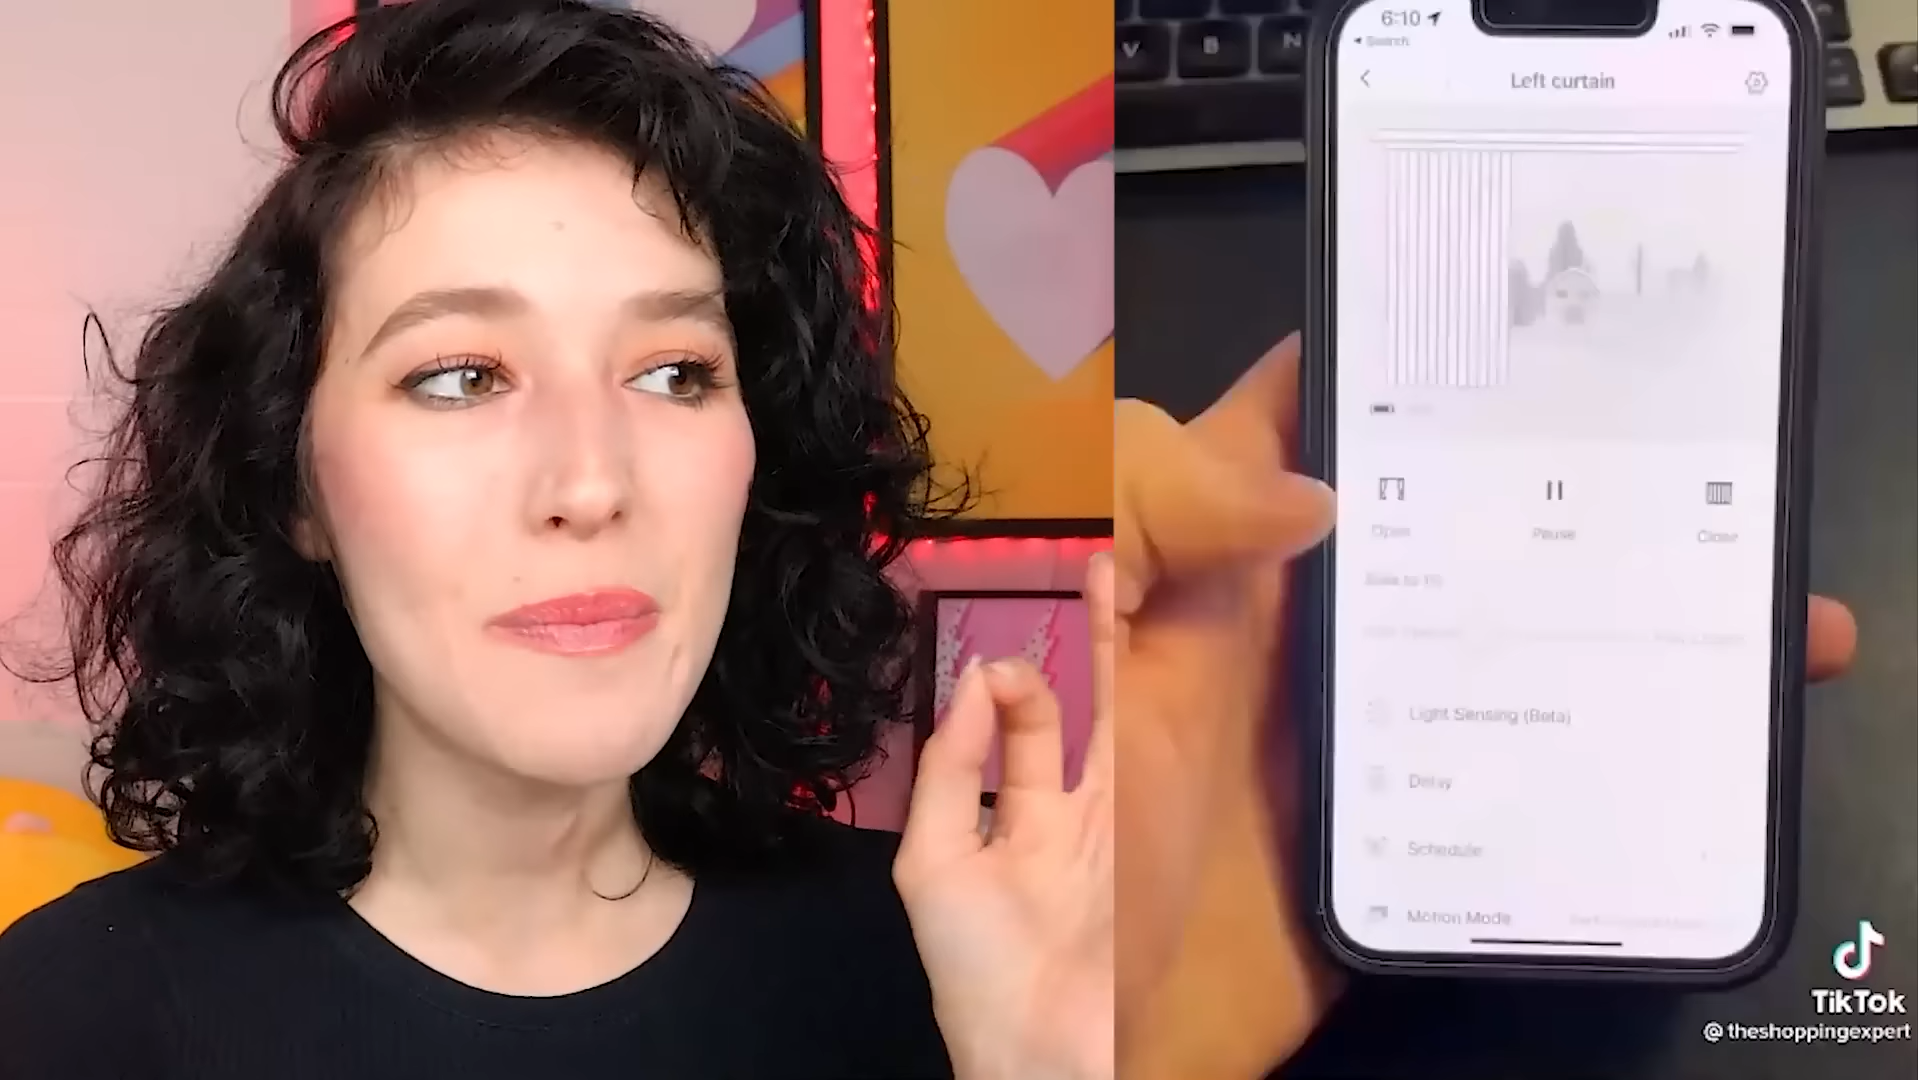 V
B
N
6:10
Search
Left curtain
Open
Pause
Close
Light Sensing (Beta)
Delay
Schedule
Motion Mode
TikTok
@theshoppingexpert